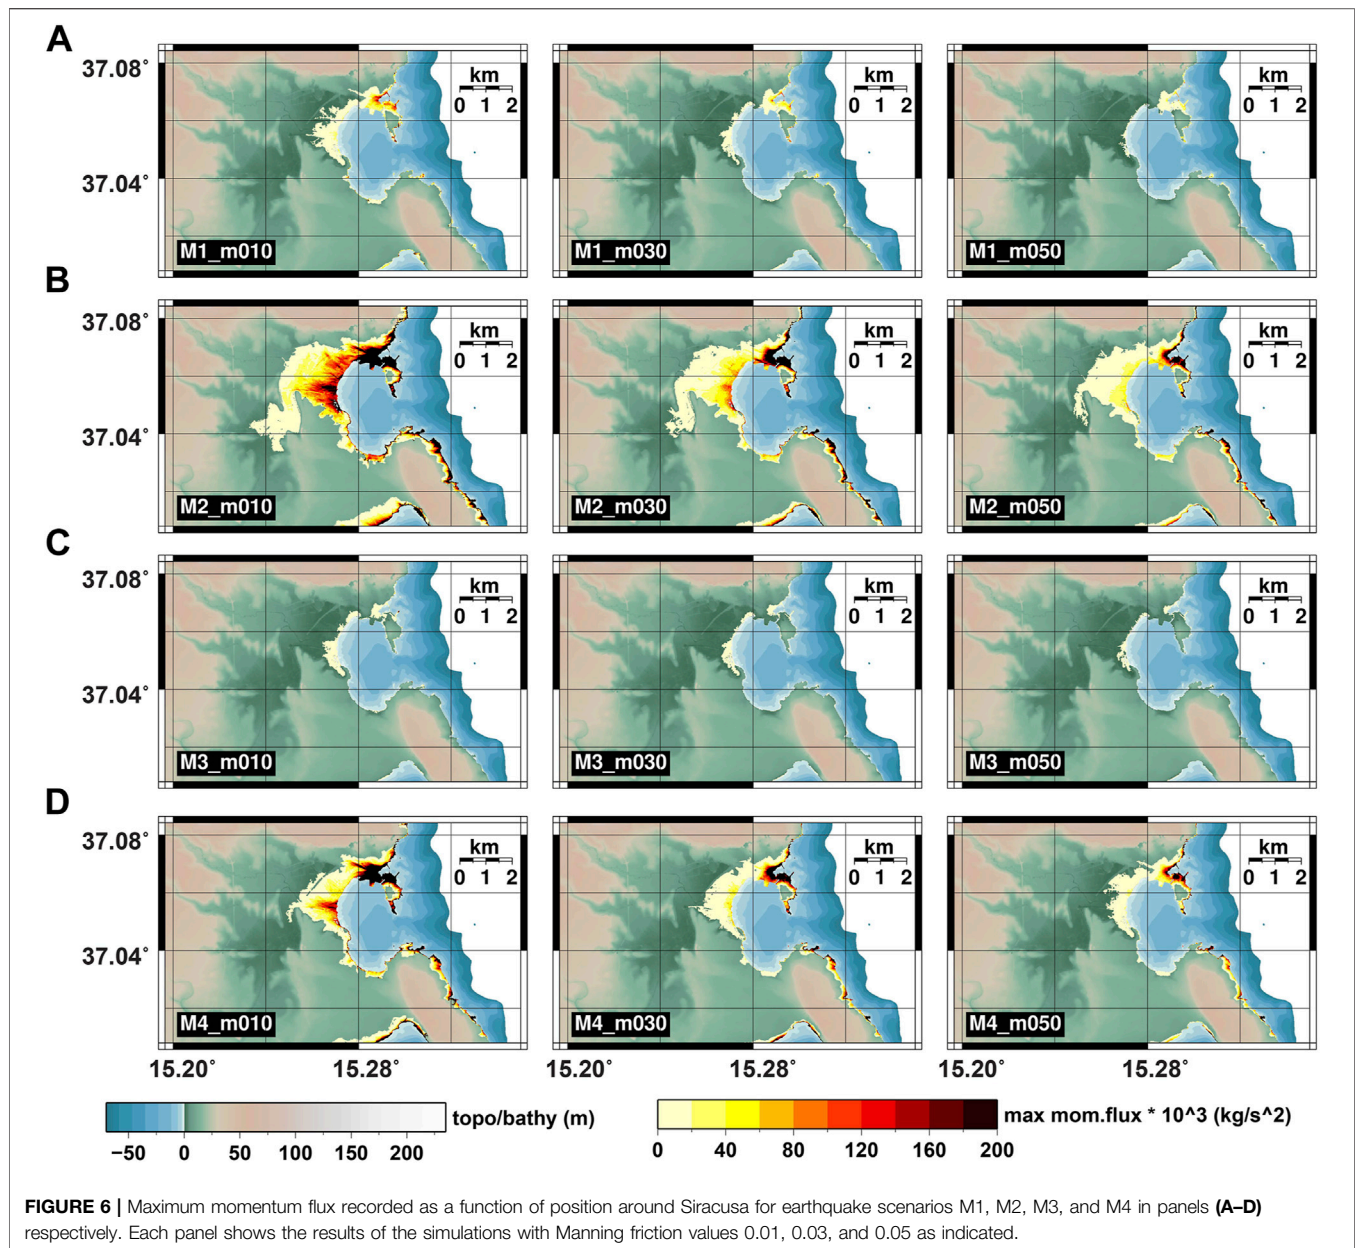 A
37.08°
37.04°
km
0 1 2
km
0 1 2
km
0 1 2
M1_m010
M1_m030
M1_m050
B
37.08°
37.04°
km
0 1 2
km
0 1 2
km
0 1 2
M2_m010
M2_m030
M2_m050
C
37.08°
37.04°
km
0 1 2
km
0 1 2
km
0 1 2
M3_m010
M3_m030
M3_m050
D
37.08°
37.04°
km
0 1 2
km
0 1 2
km
0 1 2
M4_m010
M4_m030
M4_m050
15.20° 15.28° 15.20° 15.28° 15.20° 15.28°
topo/bathy (m)
−50 0 50 100 150 200
max mom.flux * 10^3 (kg/s^2)
0 40 80 120 160 200
FIGURE 6 | Maximum momentum flux recorded as a function of position around Siracusa for earthquake scenarios M1, M2, M3, and M4 in panels (A–D)
respectively. Each panel shows the results of the simulations with Manning friction values 0.01, 0.03, and 0.05 as indicated.